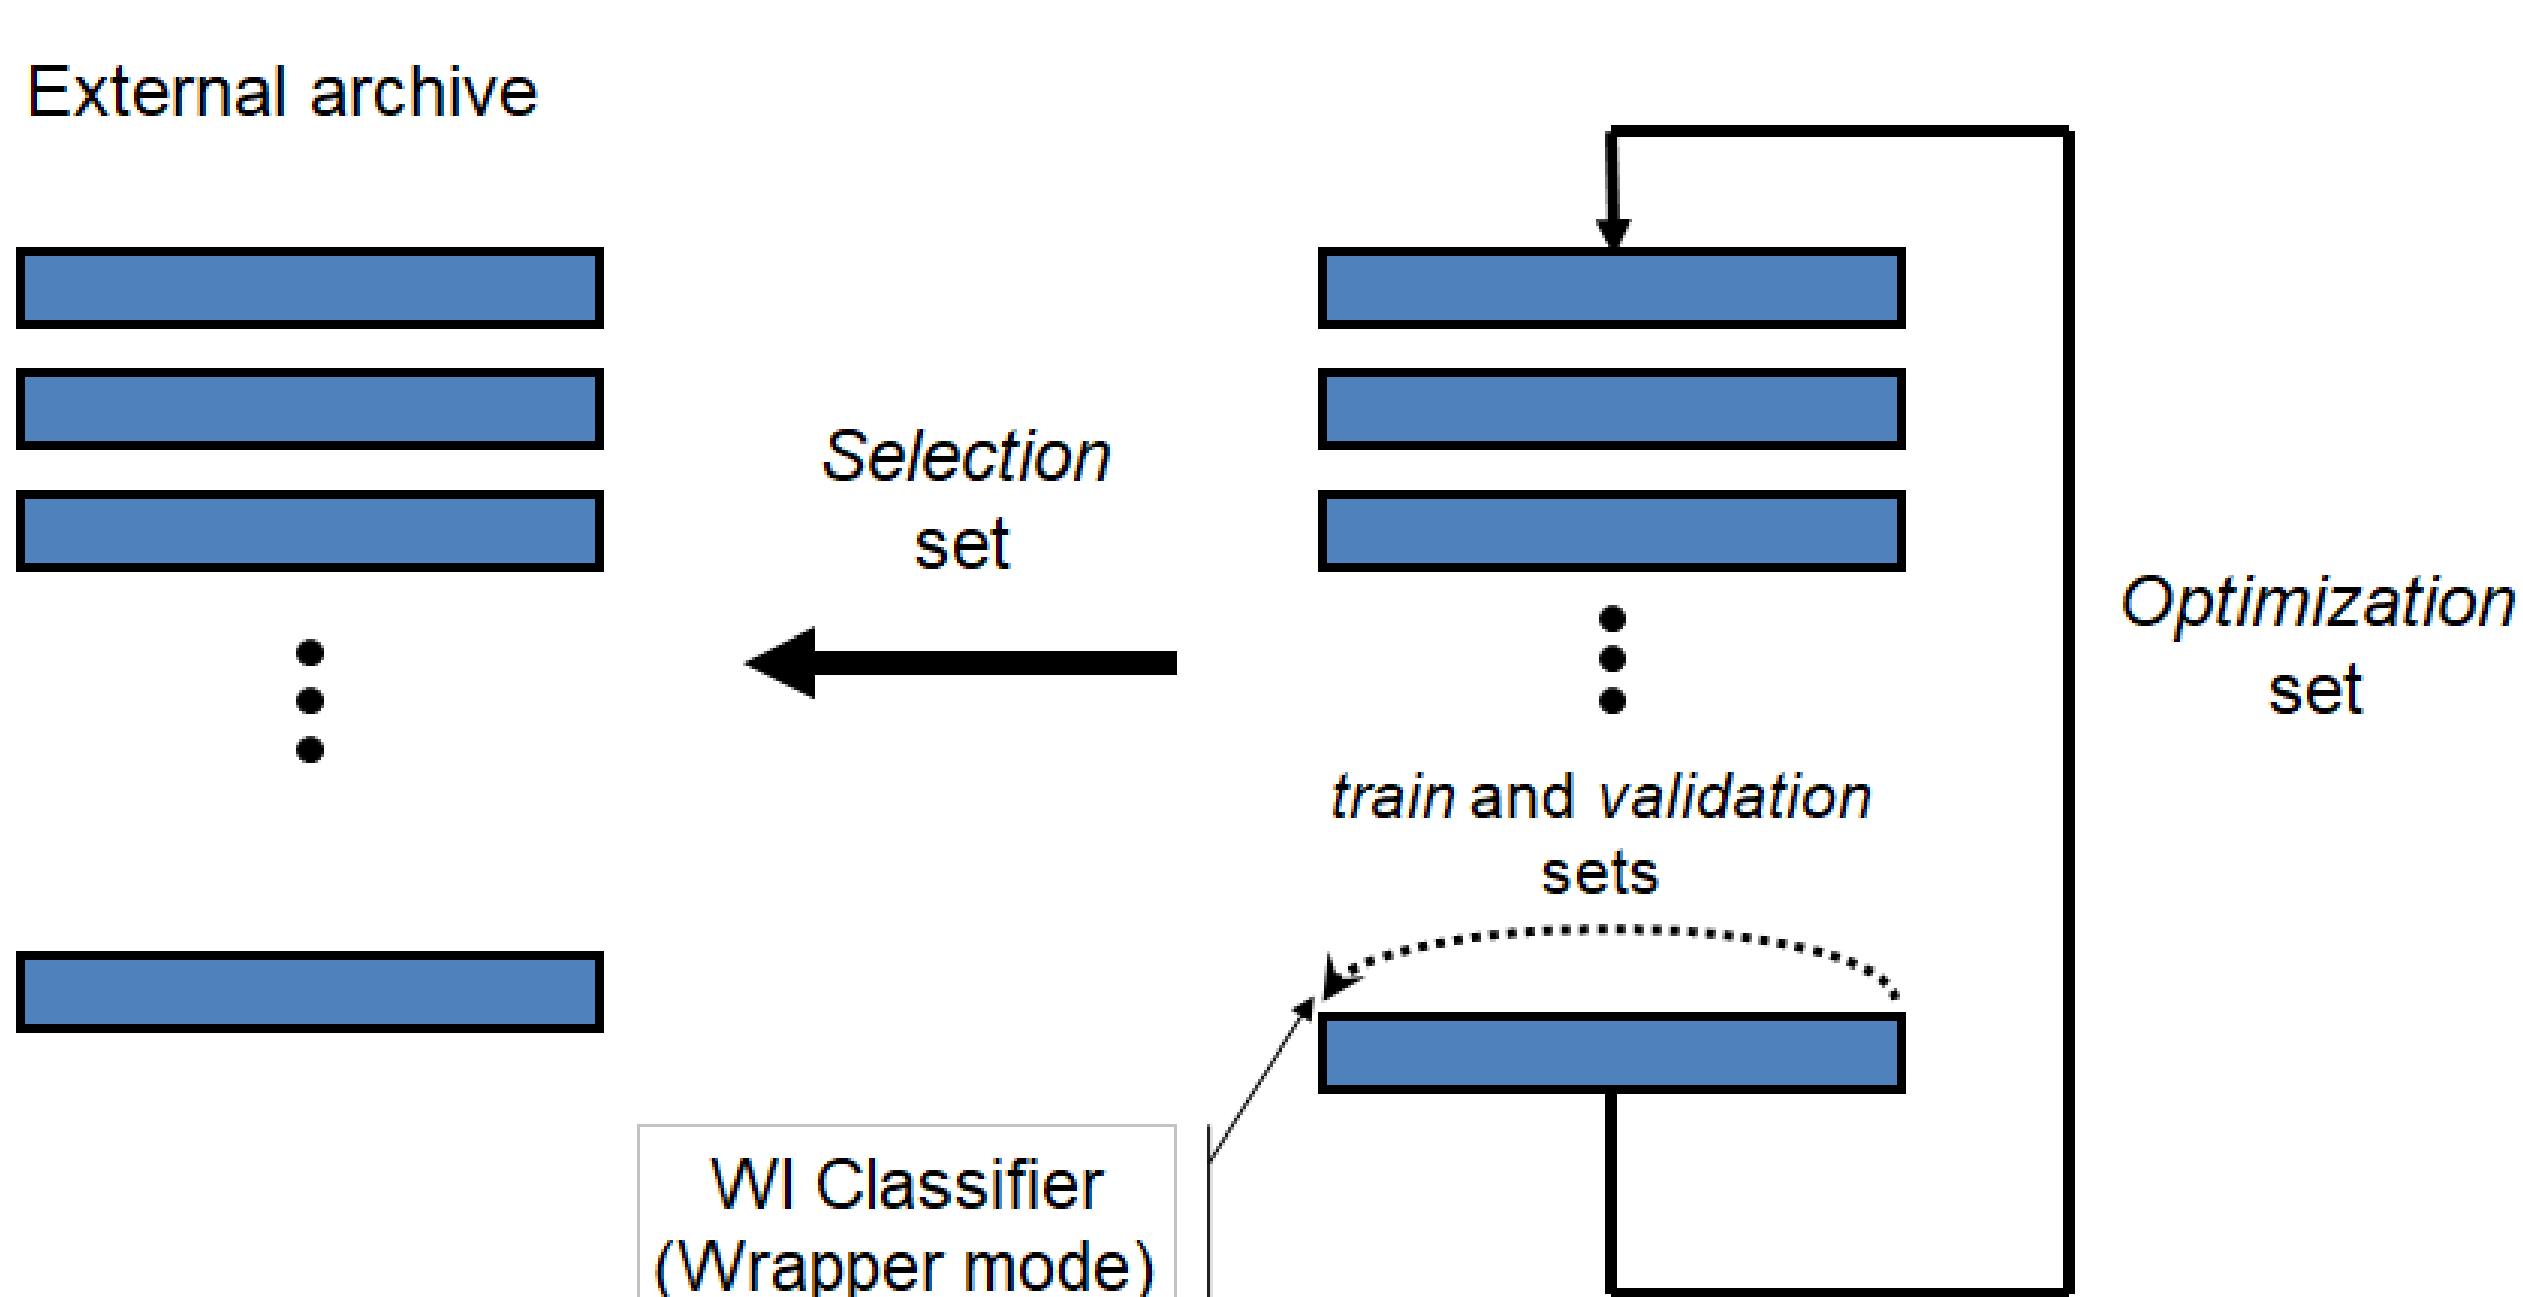 External archive
Selection
set
Optimization
set
train and validation
sets
WI Classifier
(Wrapper mode)